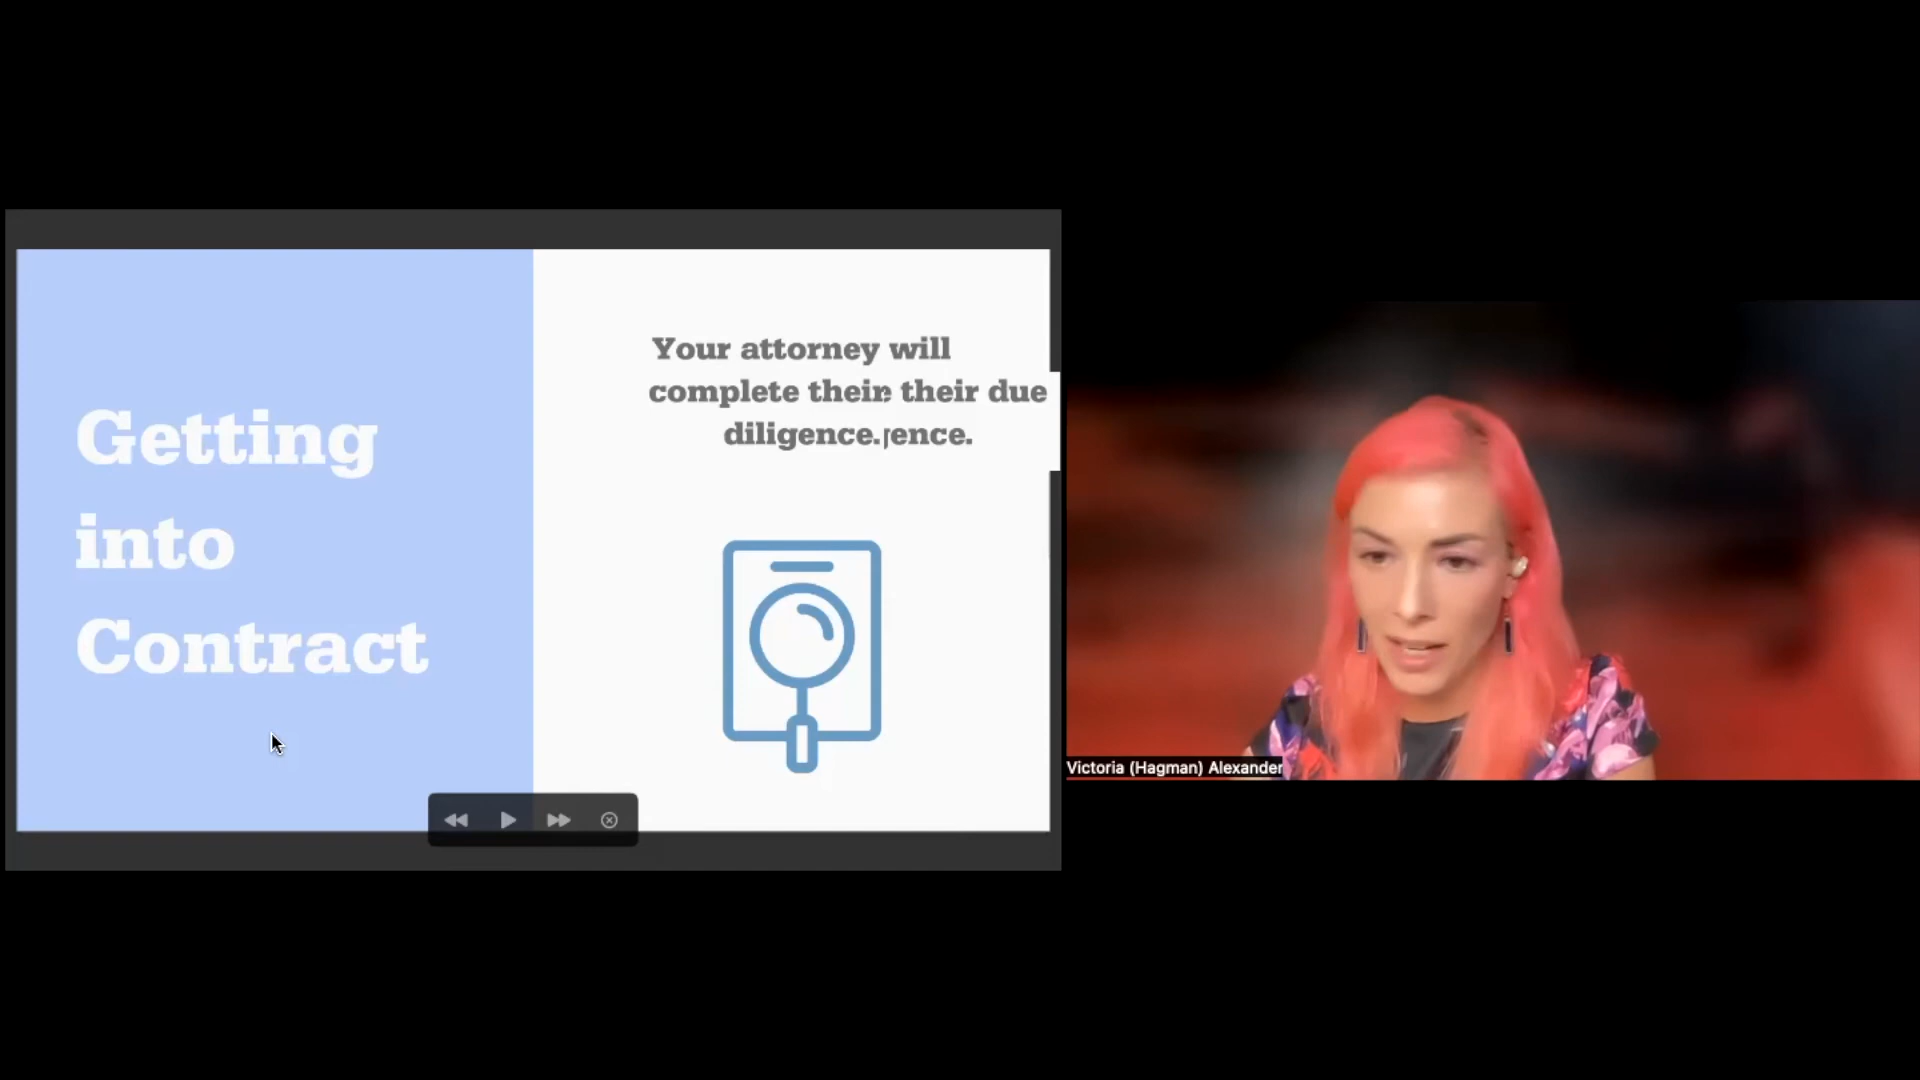 Getting
into
Contract
Your attorney will
complete their their due
diligence.
Victoria (Hagman) Alexander